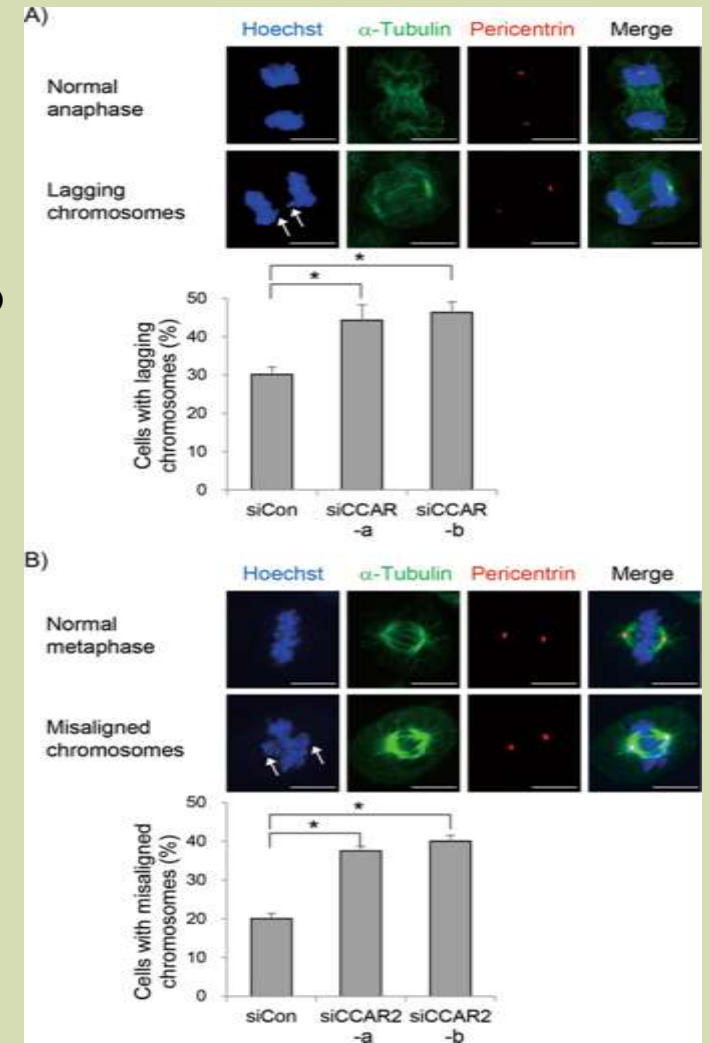 A)
Hoechst α-Tubulin Pericentrin Merge
Normal
anaphase
Lagging
chromosomes
*
*
Cells with lagging
chromosomes (%)
50
40
30
20
10
0
siCon siCCAR siCCAR
-a -b
B)
Hoechst α-Tubulin Pericentrin Merge
Normal
metaphase
Misaligned
chromosomes
*
*
Cells with misaligned
chromosomes (%)
50
40
30
20
10
0
siCon siCCAR2 siCCAR2
-a -b